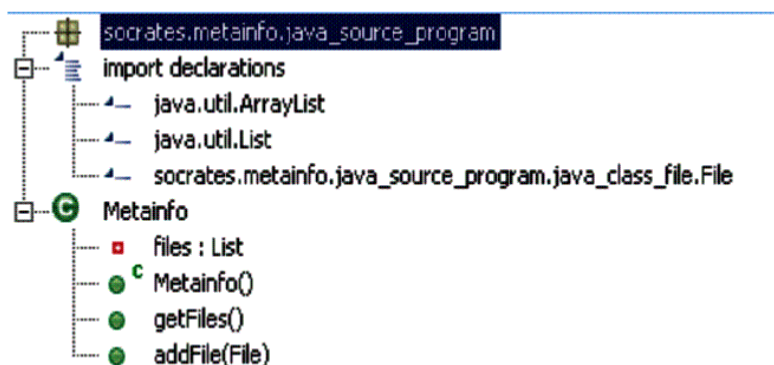 socrates.metainfo.java_source_program
import declarations
java.util.ArrayList
java.util.List
socrates.metainfo.java_source_program.java_class_file.File
C Metainfo
files : List
C Metainfo()
getFiles()
addFile(File)